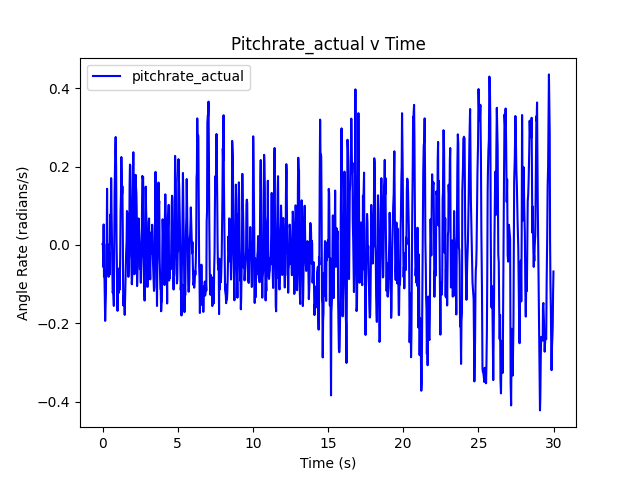 Pitchrate_actual v Time
pitchrate_actual
Angle Rate (radians/s)
0.4
0.2
0.0
−0.2
−0.4
0 5 10 15 20 25 30
Time (s)